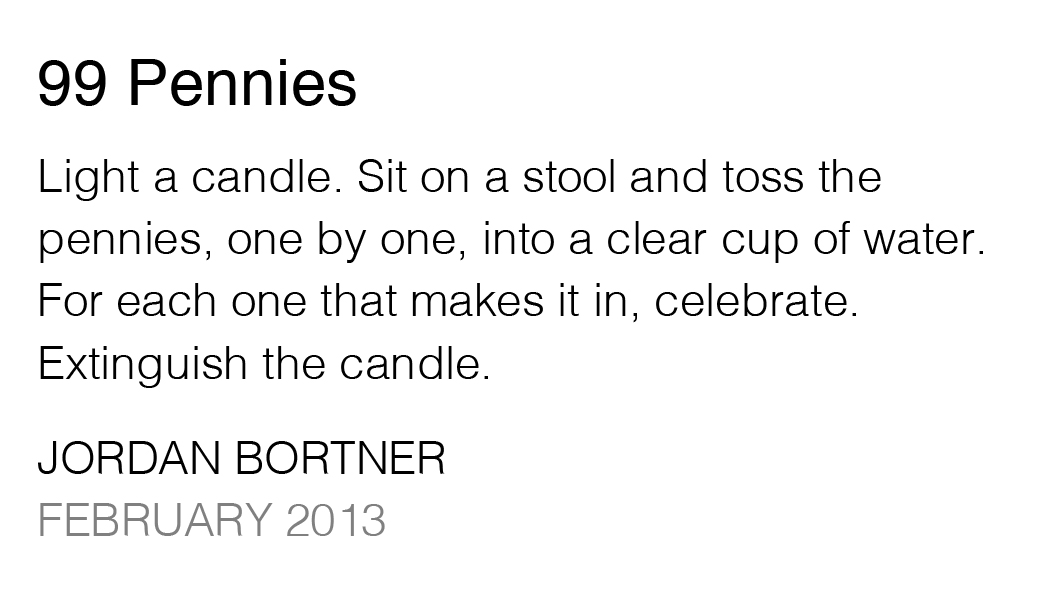 99 Pennies
Light a candle. Sit on a stool and toss the
pennies, one by one, into a clear cup of water.
For each one that makes it in, celebrate.
Extinguish the candle.
JORDAN BORTNER
FEBRUARY 2013